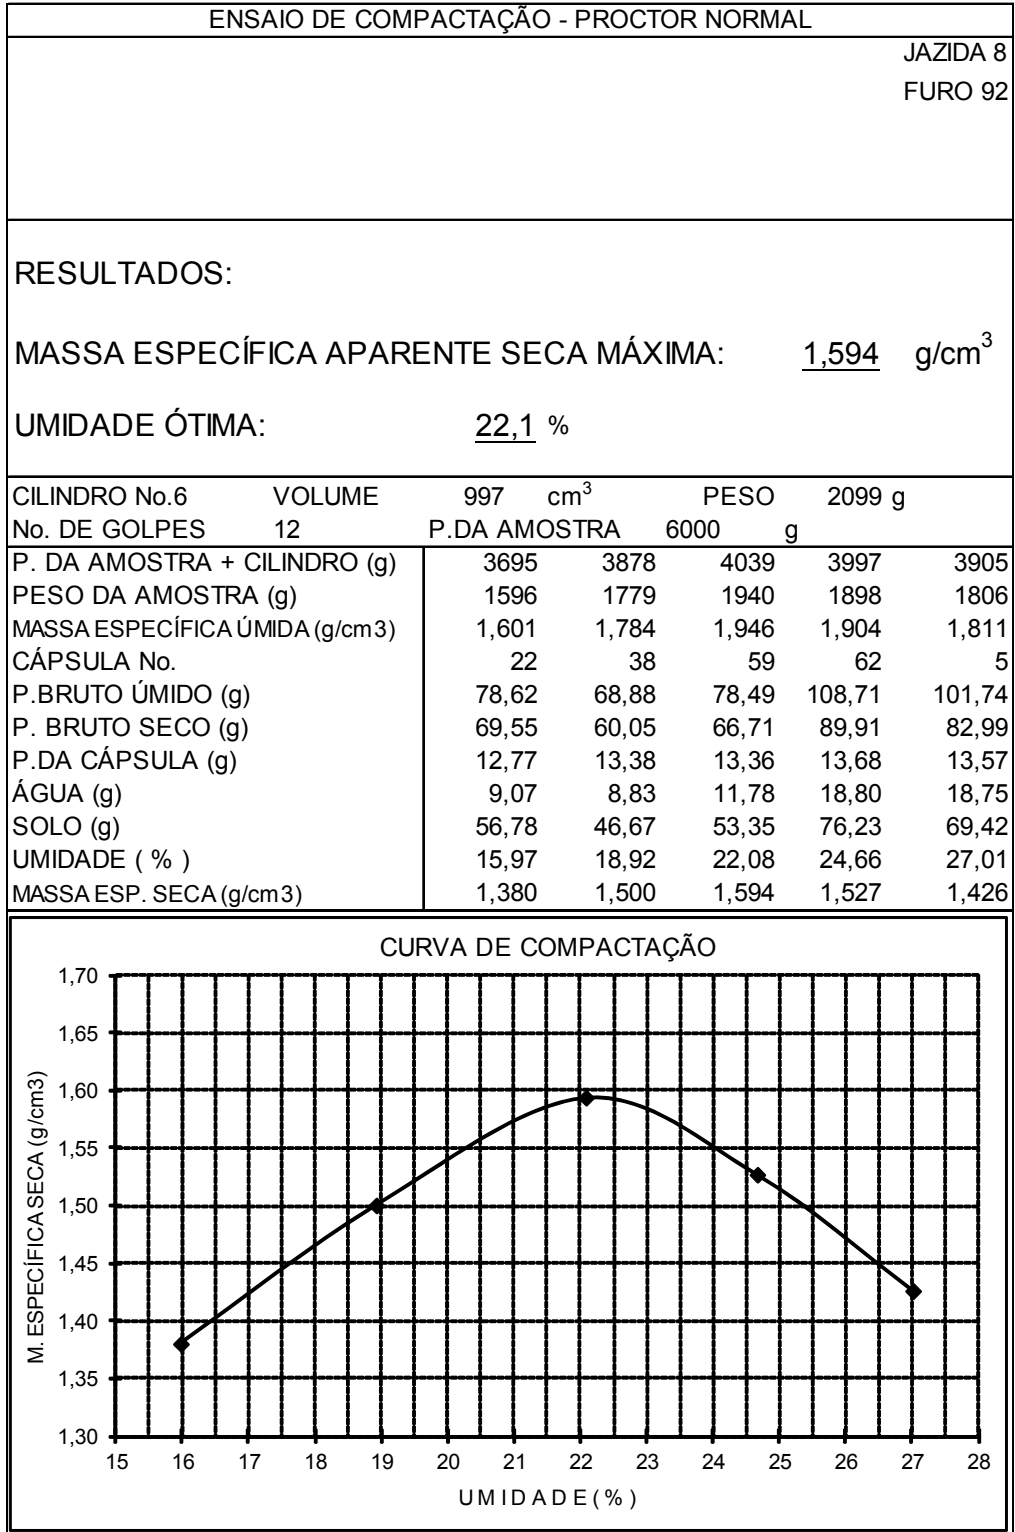 ENSAIO DE COMPACTAÇÃO - PROCTOR NORMAL
JAZIDA 8
FURO 92
RESULTADOS:
MASSA ESPECÍFICA APARENTE SECA MÁXIMA: 1,594 g/cm³
UMIDADE ÓTIMA: 22,1 %
CILINDRO No.6 VOLUME 997 cm³ PESO 2099 g
No. DE GOLPES 12 P.DA AMOSTRA 6000 g
P. DA AMOSTRA + CILINDRO (g) 3695 3878 4039 3997 3905
PESO DA AMOSTRA (g) 1596 1779 1940 1898 1806
MASSA ESPECÍFICA ÚMIDA (g/cm3) 1,601 1,784 1,946 1,904 1,811
CÁPSULA No. 22 38 59 62 5
P.BRUTO ÚMIDO (g) 78,62 68,88 78,49 108,71 101,74
P. BRUTO SECO (g) 69,55 60,05 66,71 89,91 82,99
P.DA CÁPSULA (g) 12,77 13,38 13,36 13,68 13,57
ÁGUA (g) 9,07 8,83 11,78 18,80 18,75
SOLO (g) 56,78 46,67 53,35 76,23 69,42
UMIDADE ( % ) 15,97 18,92 22,08 24,66 27,01
MASSA ESP. SECA (g/cm3) 1,380 1,500 1,594 1,527 1,426
CURVA DE COMPACTAÇÃO
M. ESPECÍFICA SECA (g/cm3)
1,70
1,65
1,60
1,55
1,50
1,45
1,40
1,35
1,30
15 16 17 18 19 20 21 22 23 24 25 26 27 28
UMIDADE ( % )